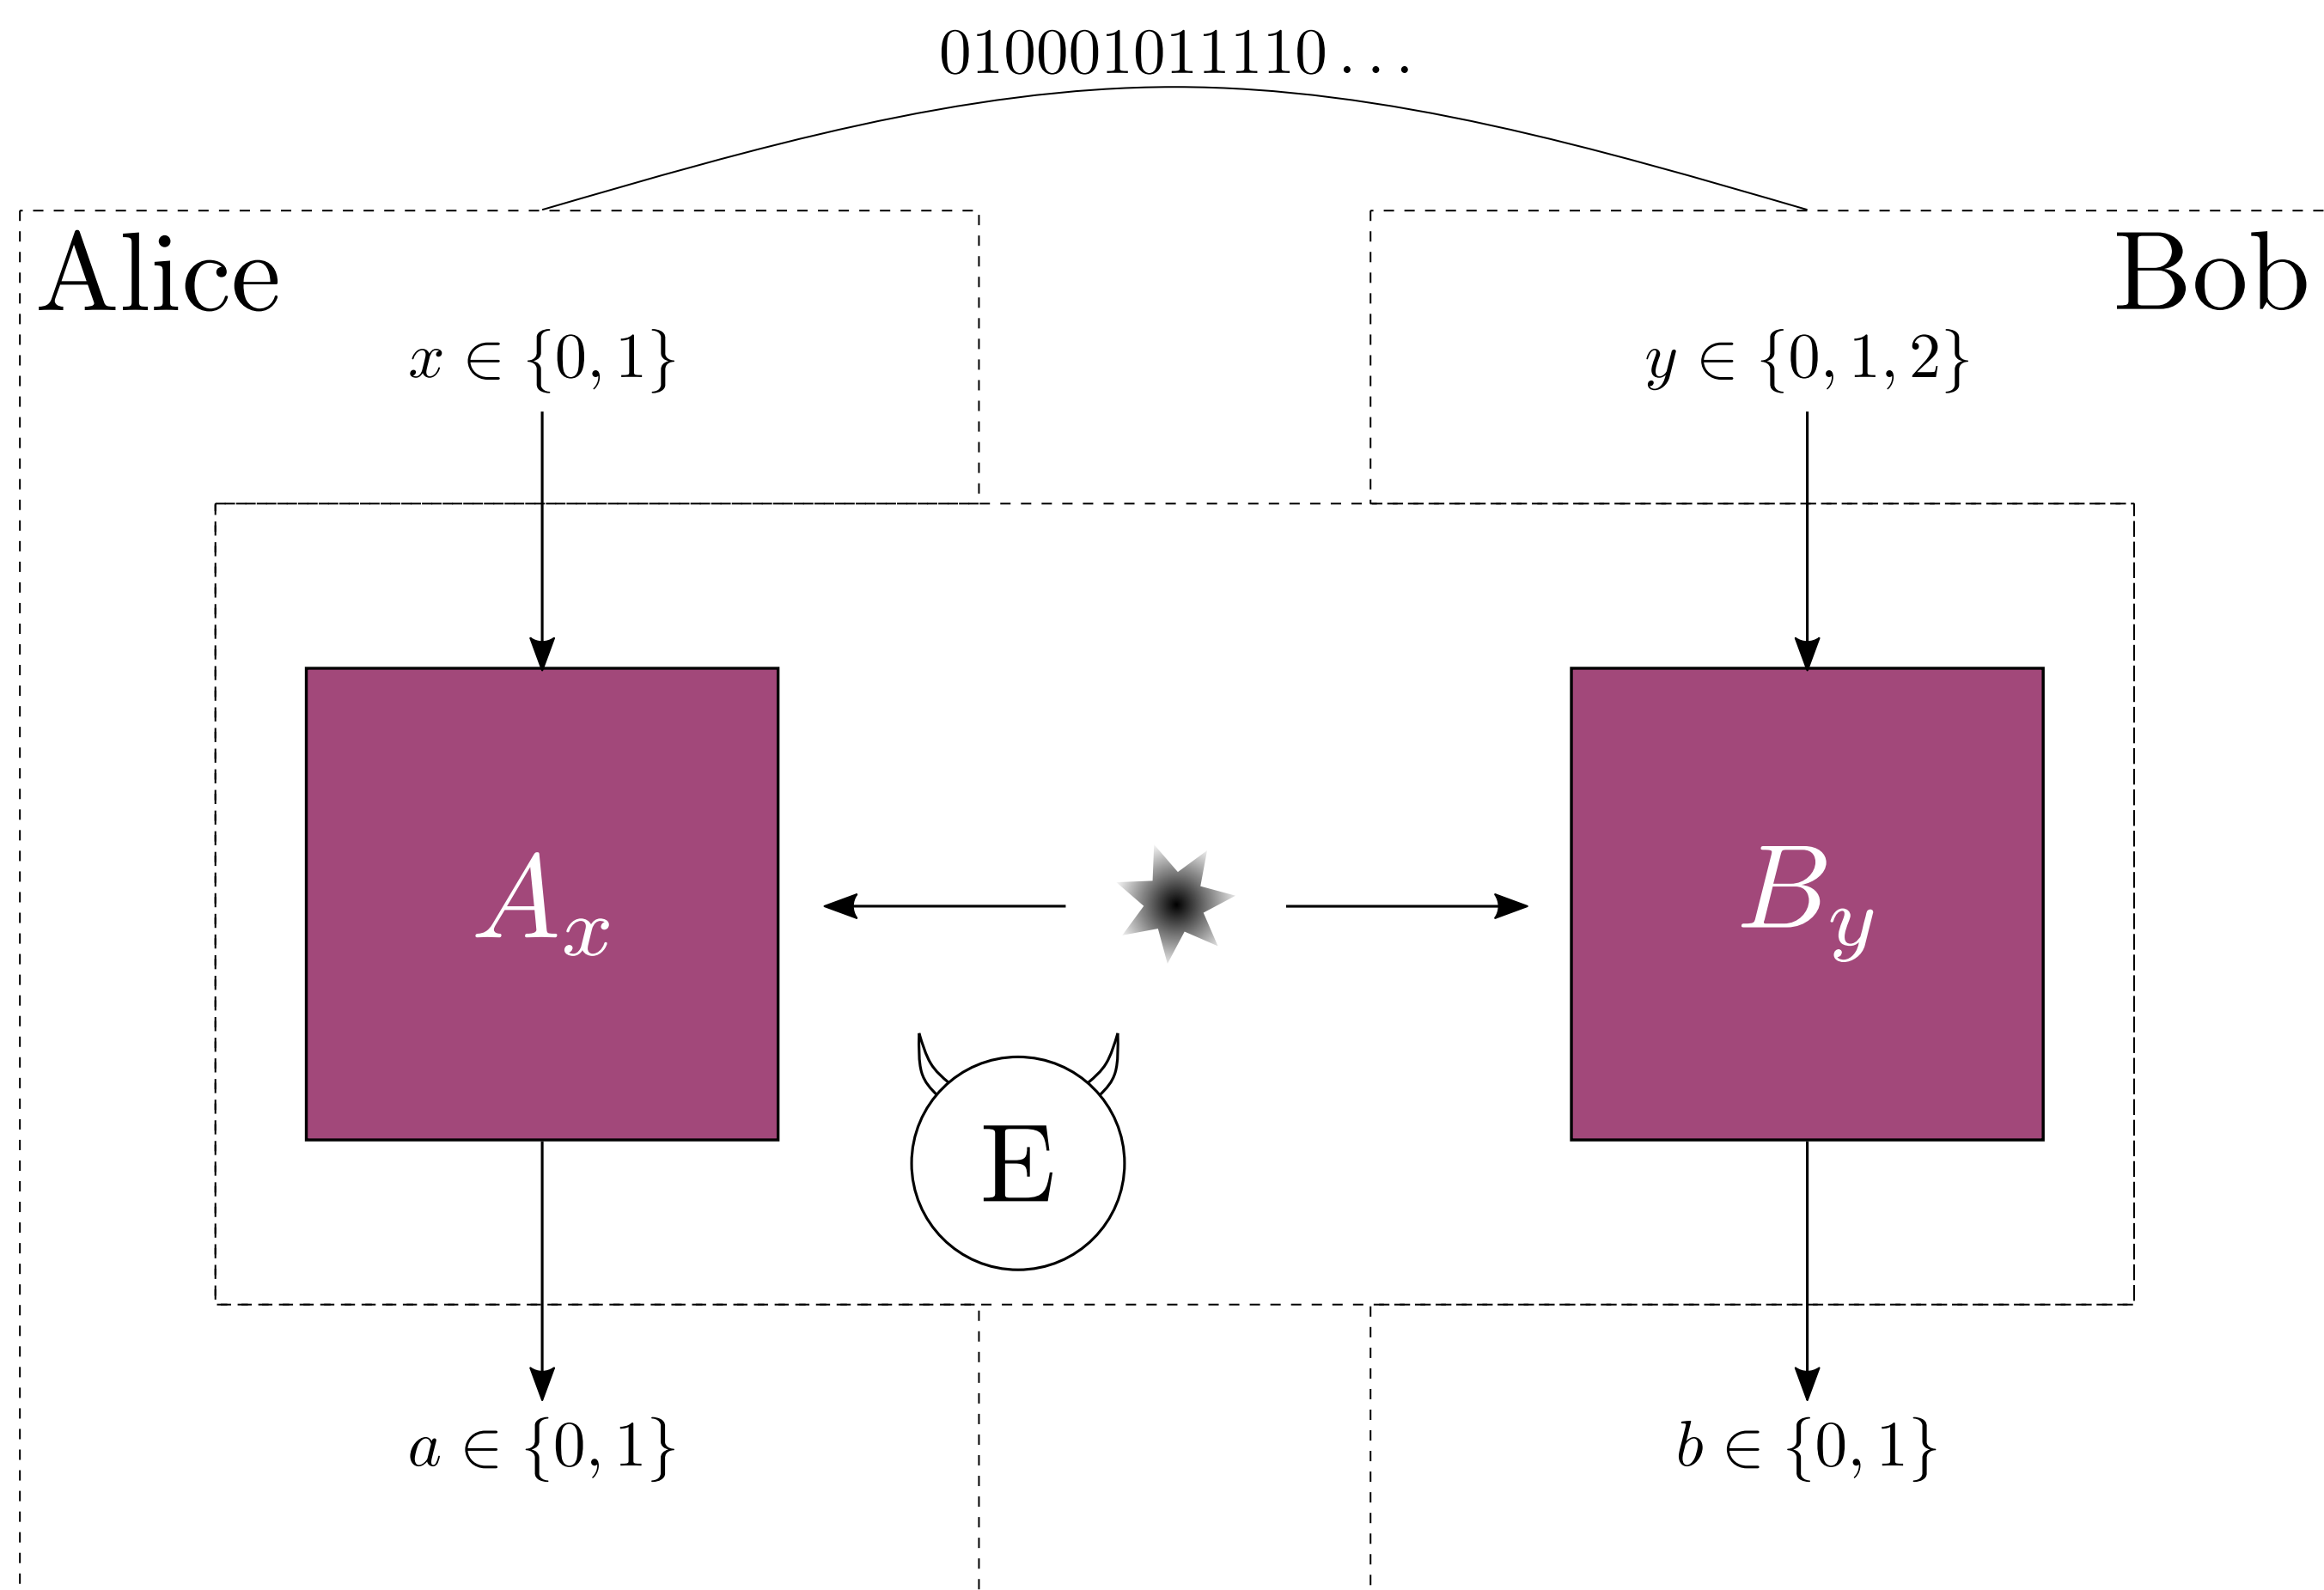 010001011110...
Alice
Bob
x ∈ {0, 1}
y ∈ {0, 1, 2}
A_x
B_y
E
a ∈ {0, 1}
b ∈ {0, 1}